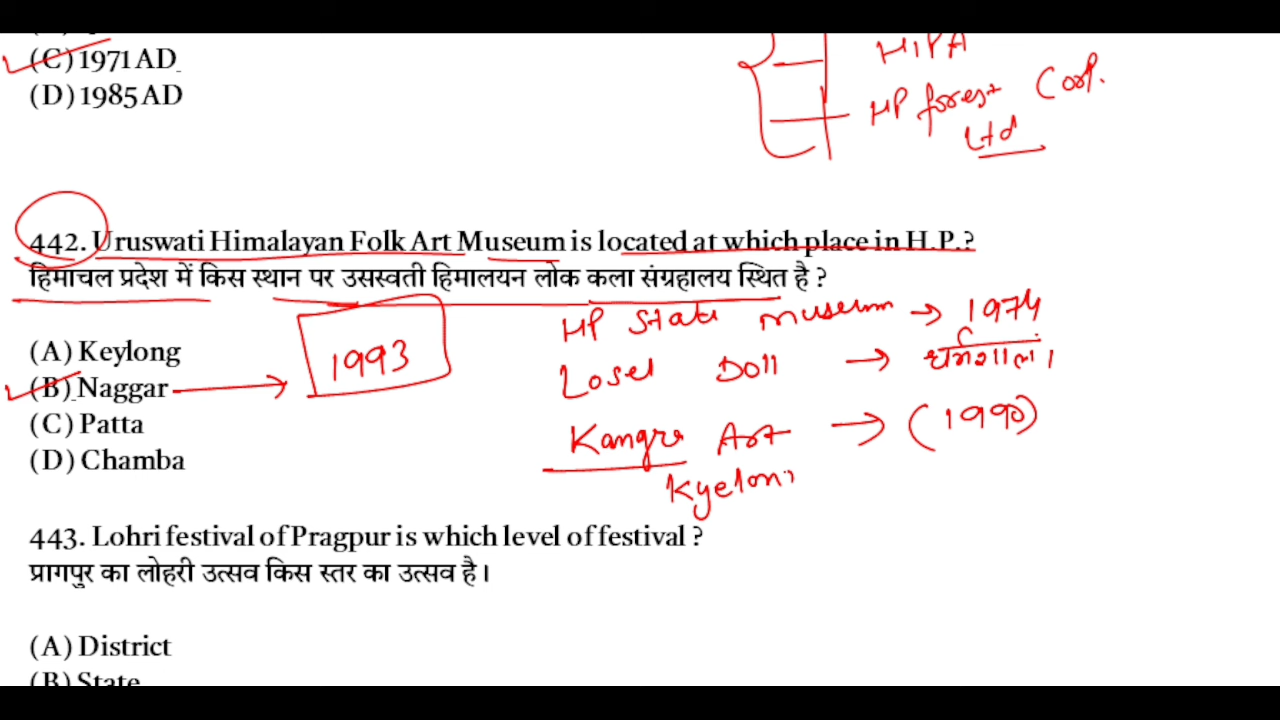 (C) 1971 AD
(D) 1985 AD
HIPA
HP forest Corp.
Ltd
442. Uruswati Himalayan Folk Art Museum is located at which place in H.P.?
हिमाचल प्रदेश में किस स्थान पर उसस्वती हिमालयन लोक कला संग्रहालय स्थित है ?
(A) Keylong
(B) Naggar
(C) Patta
(D) Chamba
1993
HP State museum → 1974
Losel Doll → धर्मशाला
Kangra Art → (1990)
Kyelon
443. Lohri festival of Pragpur is which level of festival ?
प्रागपुर का लोहरी उत्सव किस स्तर का उत्सव है।
(A) District
(B) State